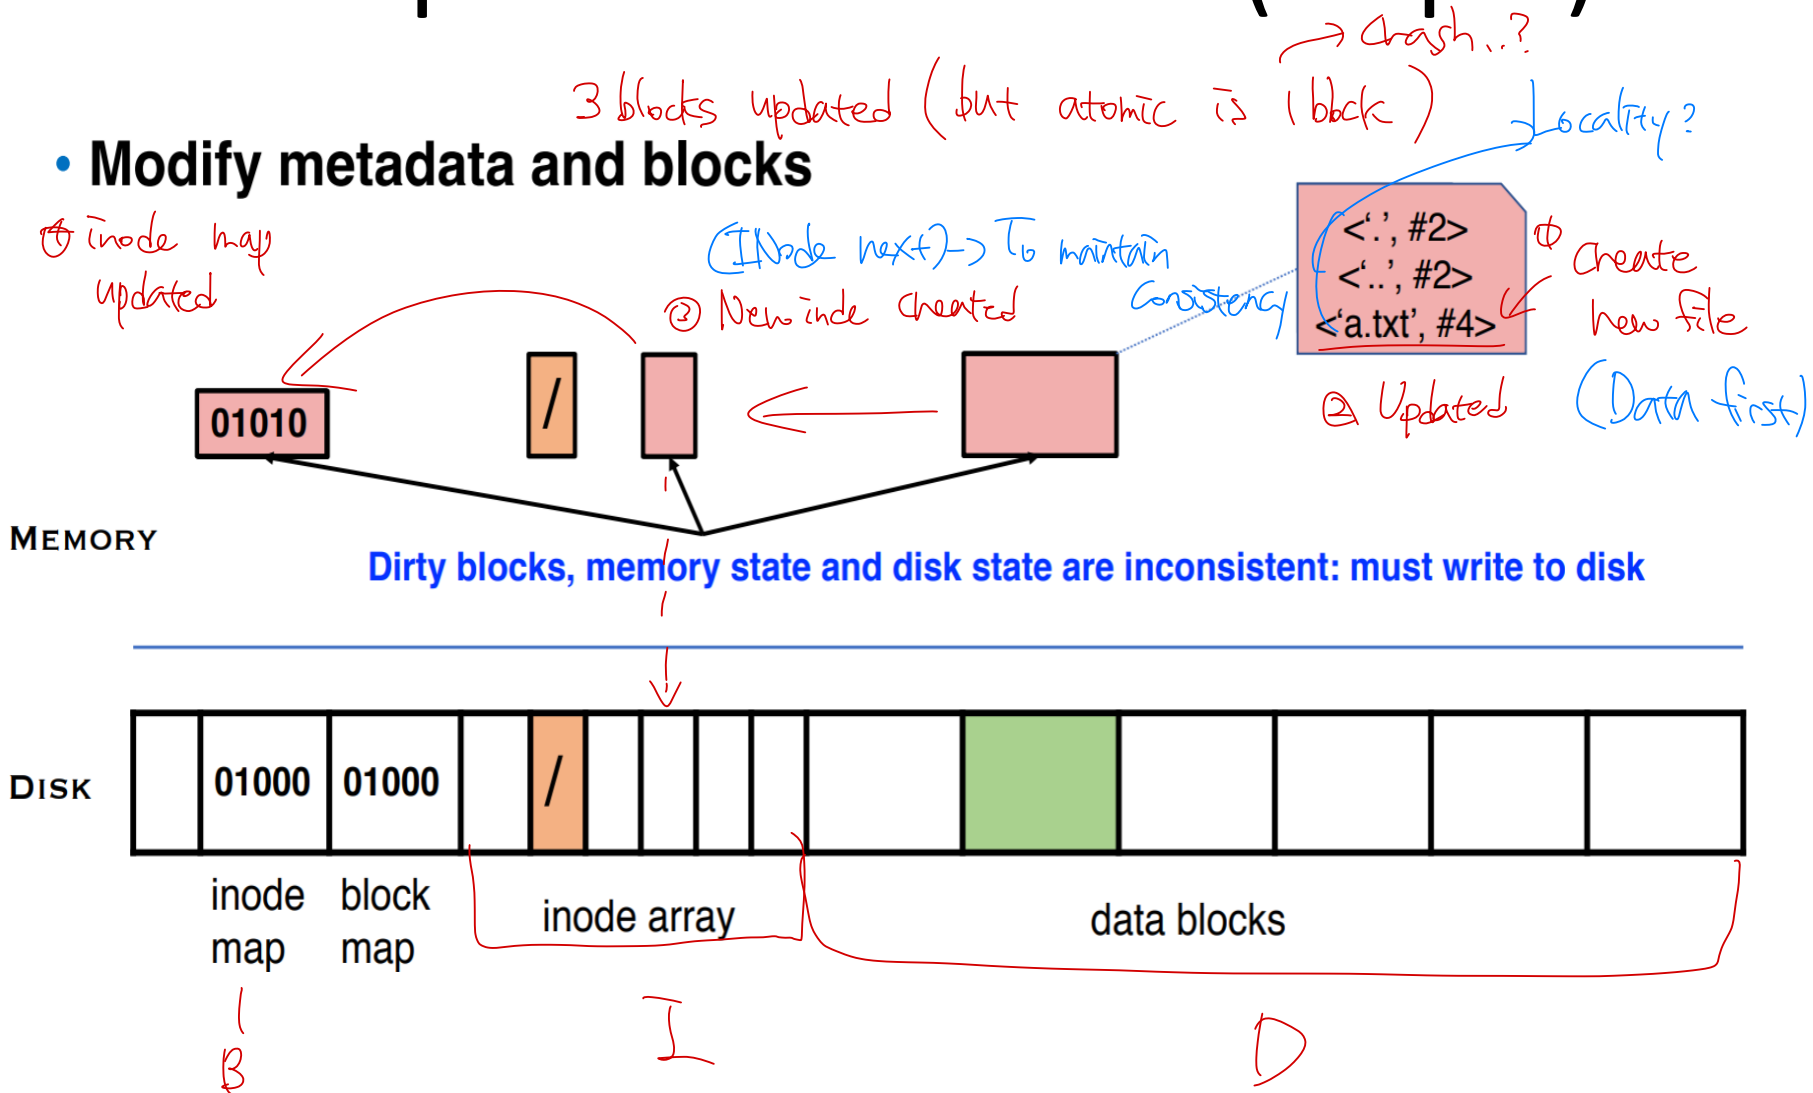 → Crash..?
3 blocks updated (but atomic is 1 block)
Locality?
• Modify metadata and blocks
④ inode map
updated
(INode next) → To maintain
Consistency
③ New inde created
<‘.’, #2>
<‘..’, #2>
<‘a.txt’, #4>
① Create
new file
② Updated
(Data first)
01010
/
MEMORY
Dirty blocks, memory state and disk state are inconsistent: must write to disk
DISK
01000
01000
/
inode
map
block
map
inode array
data blocks
B
I
D